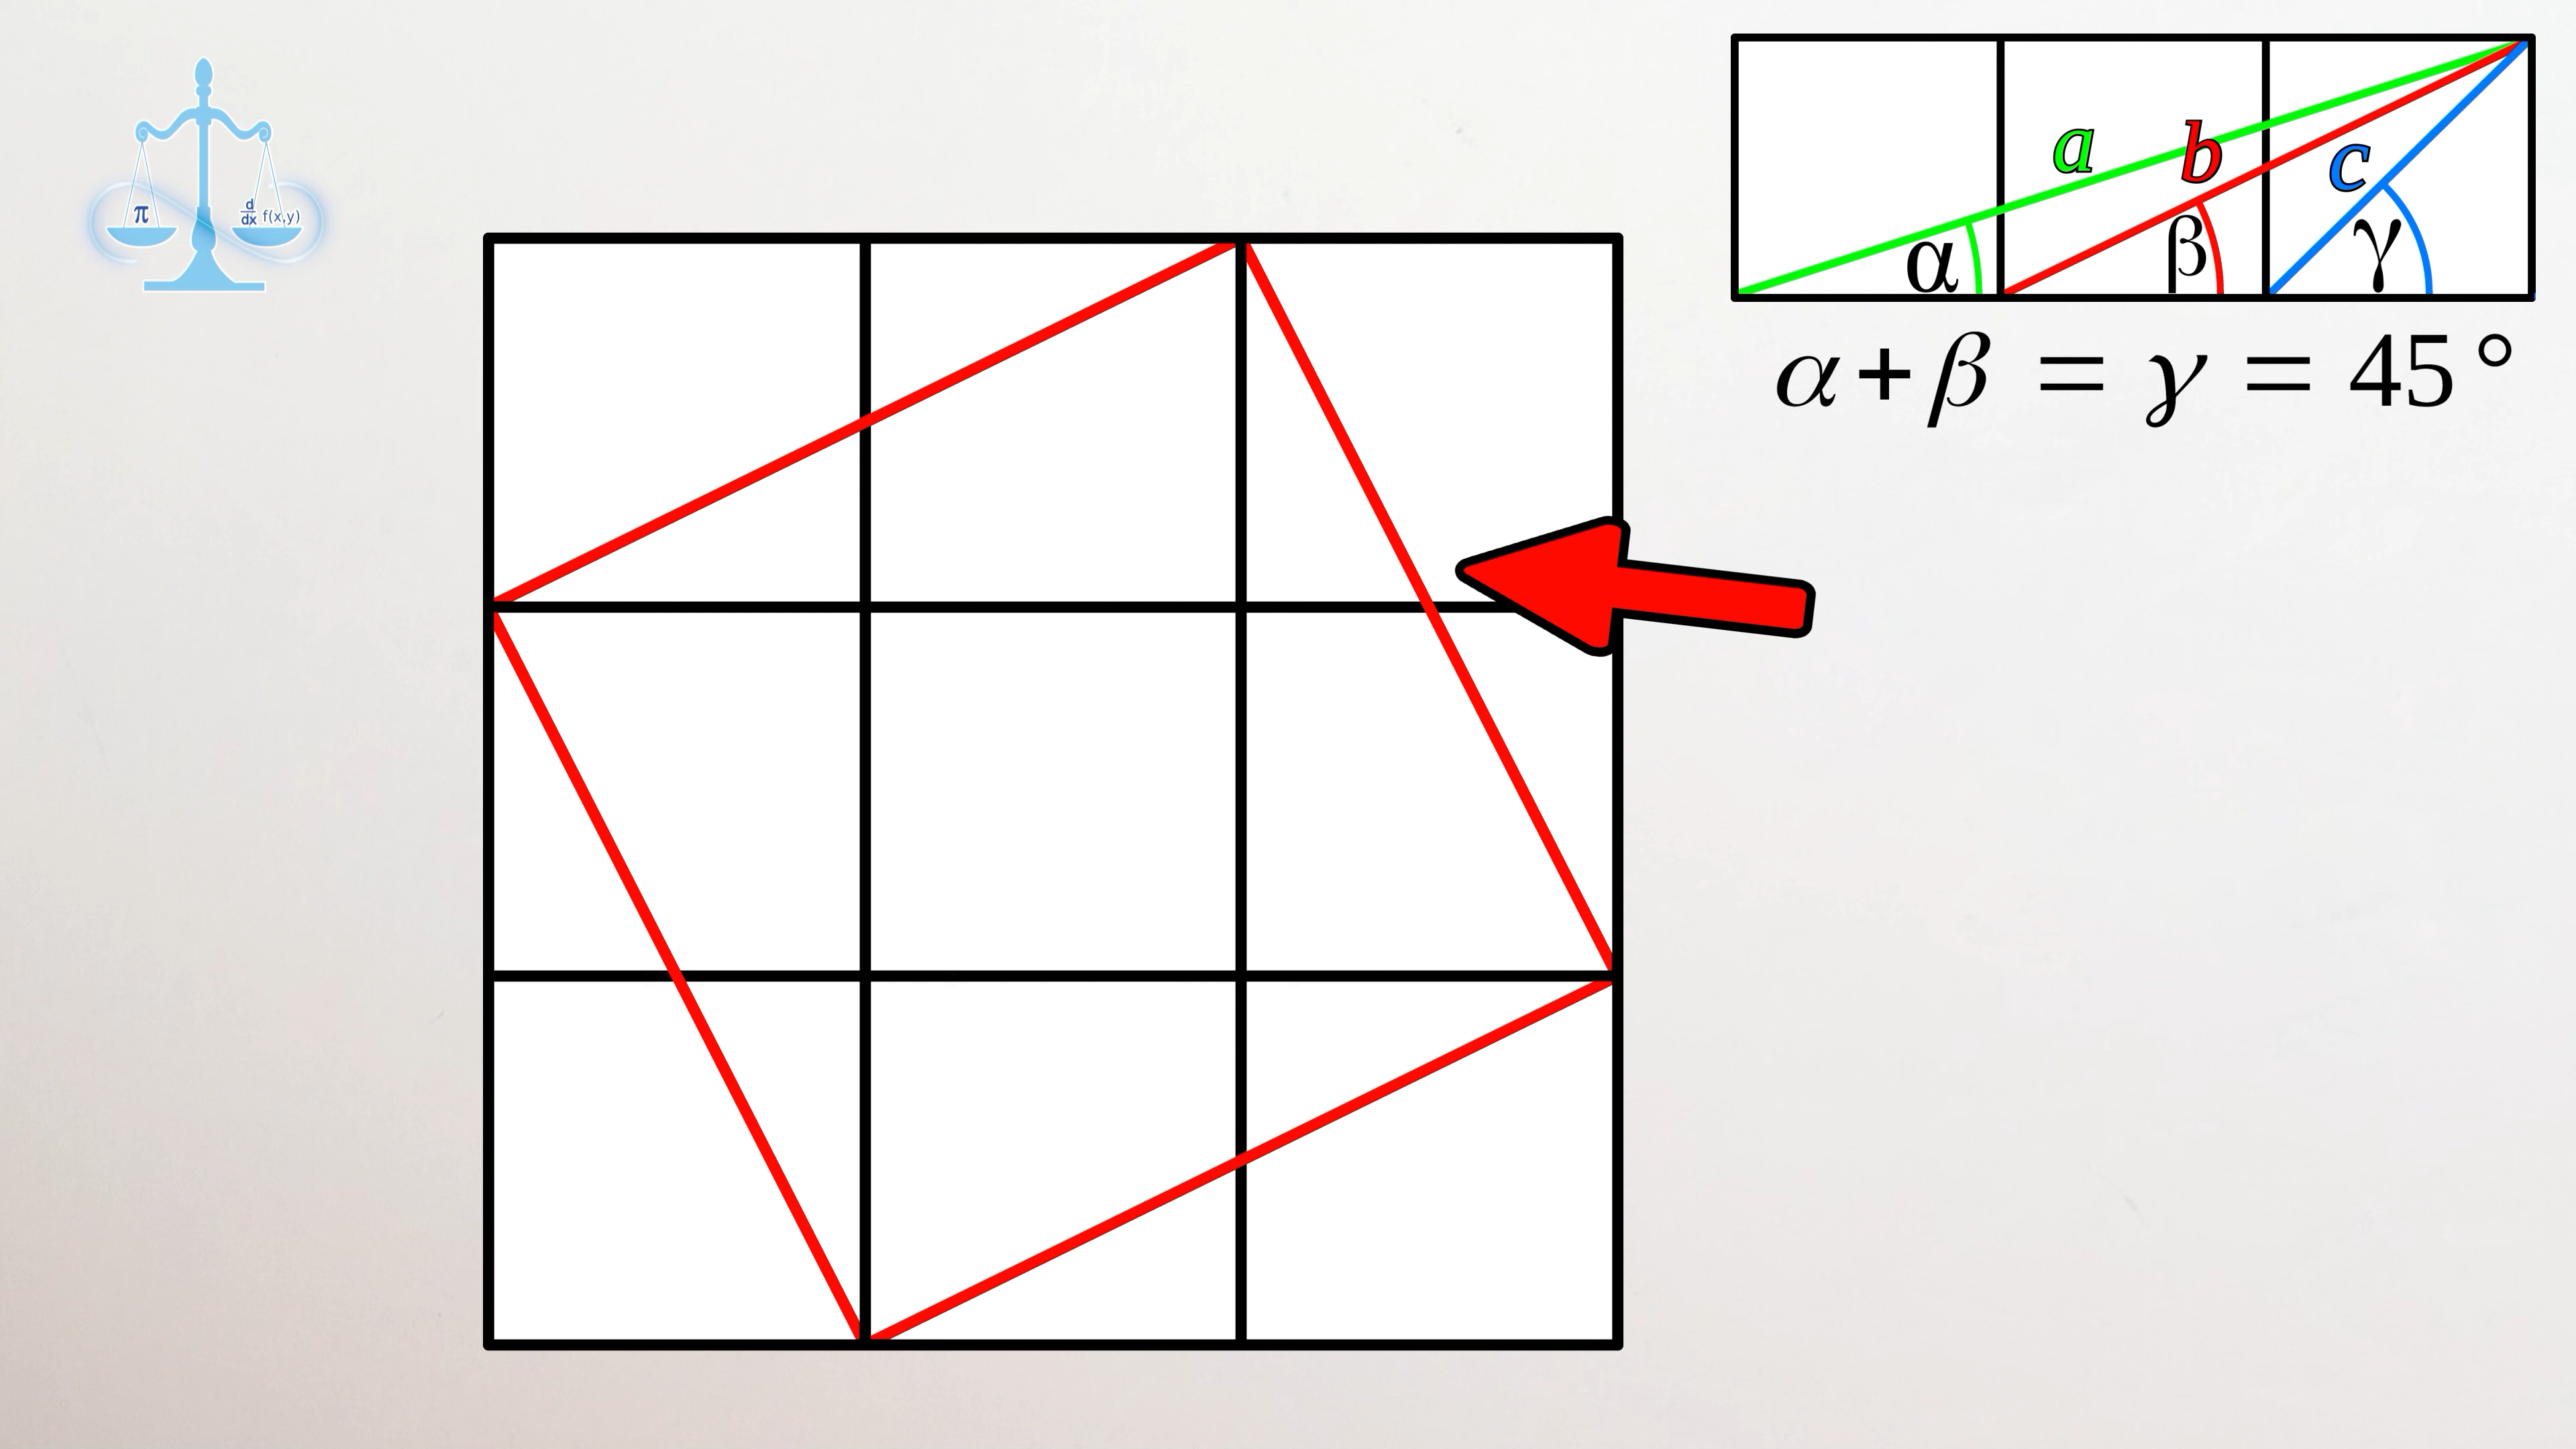 π
d/dx f(x,y)
a b c
α β γ
α + β = γ = 45°